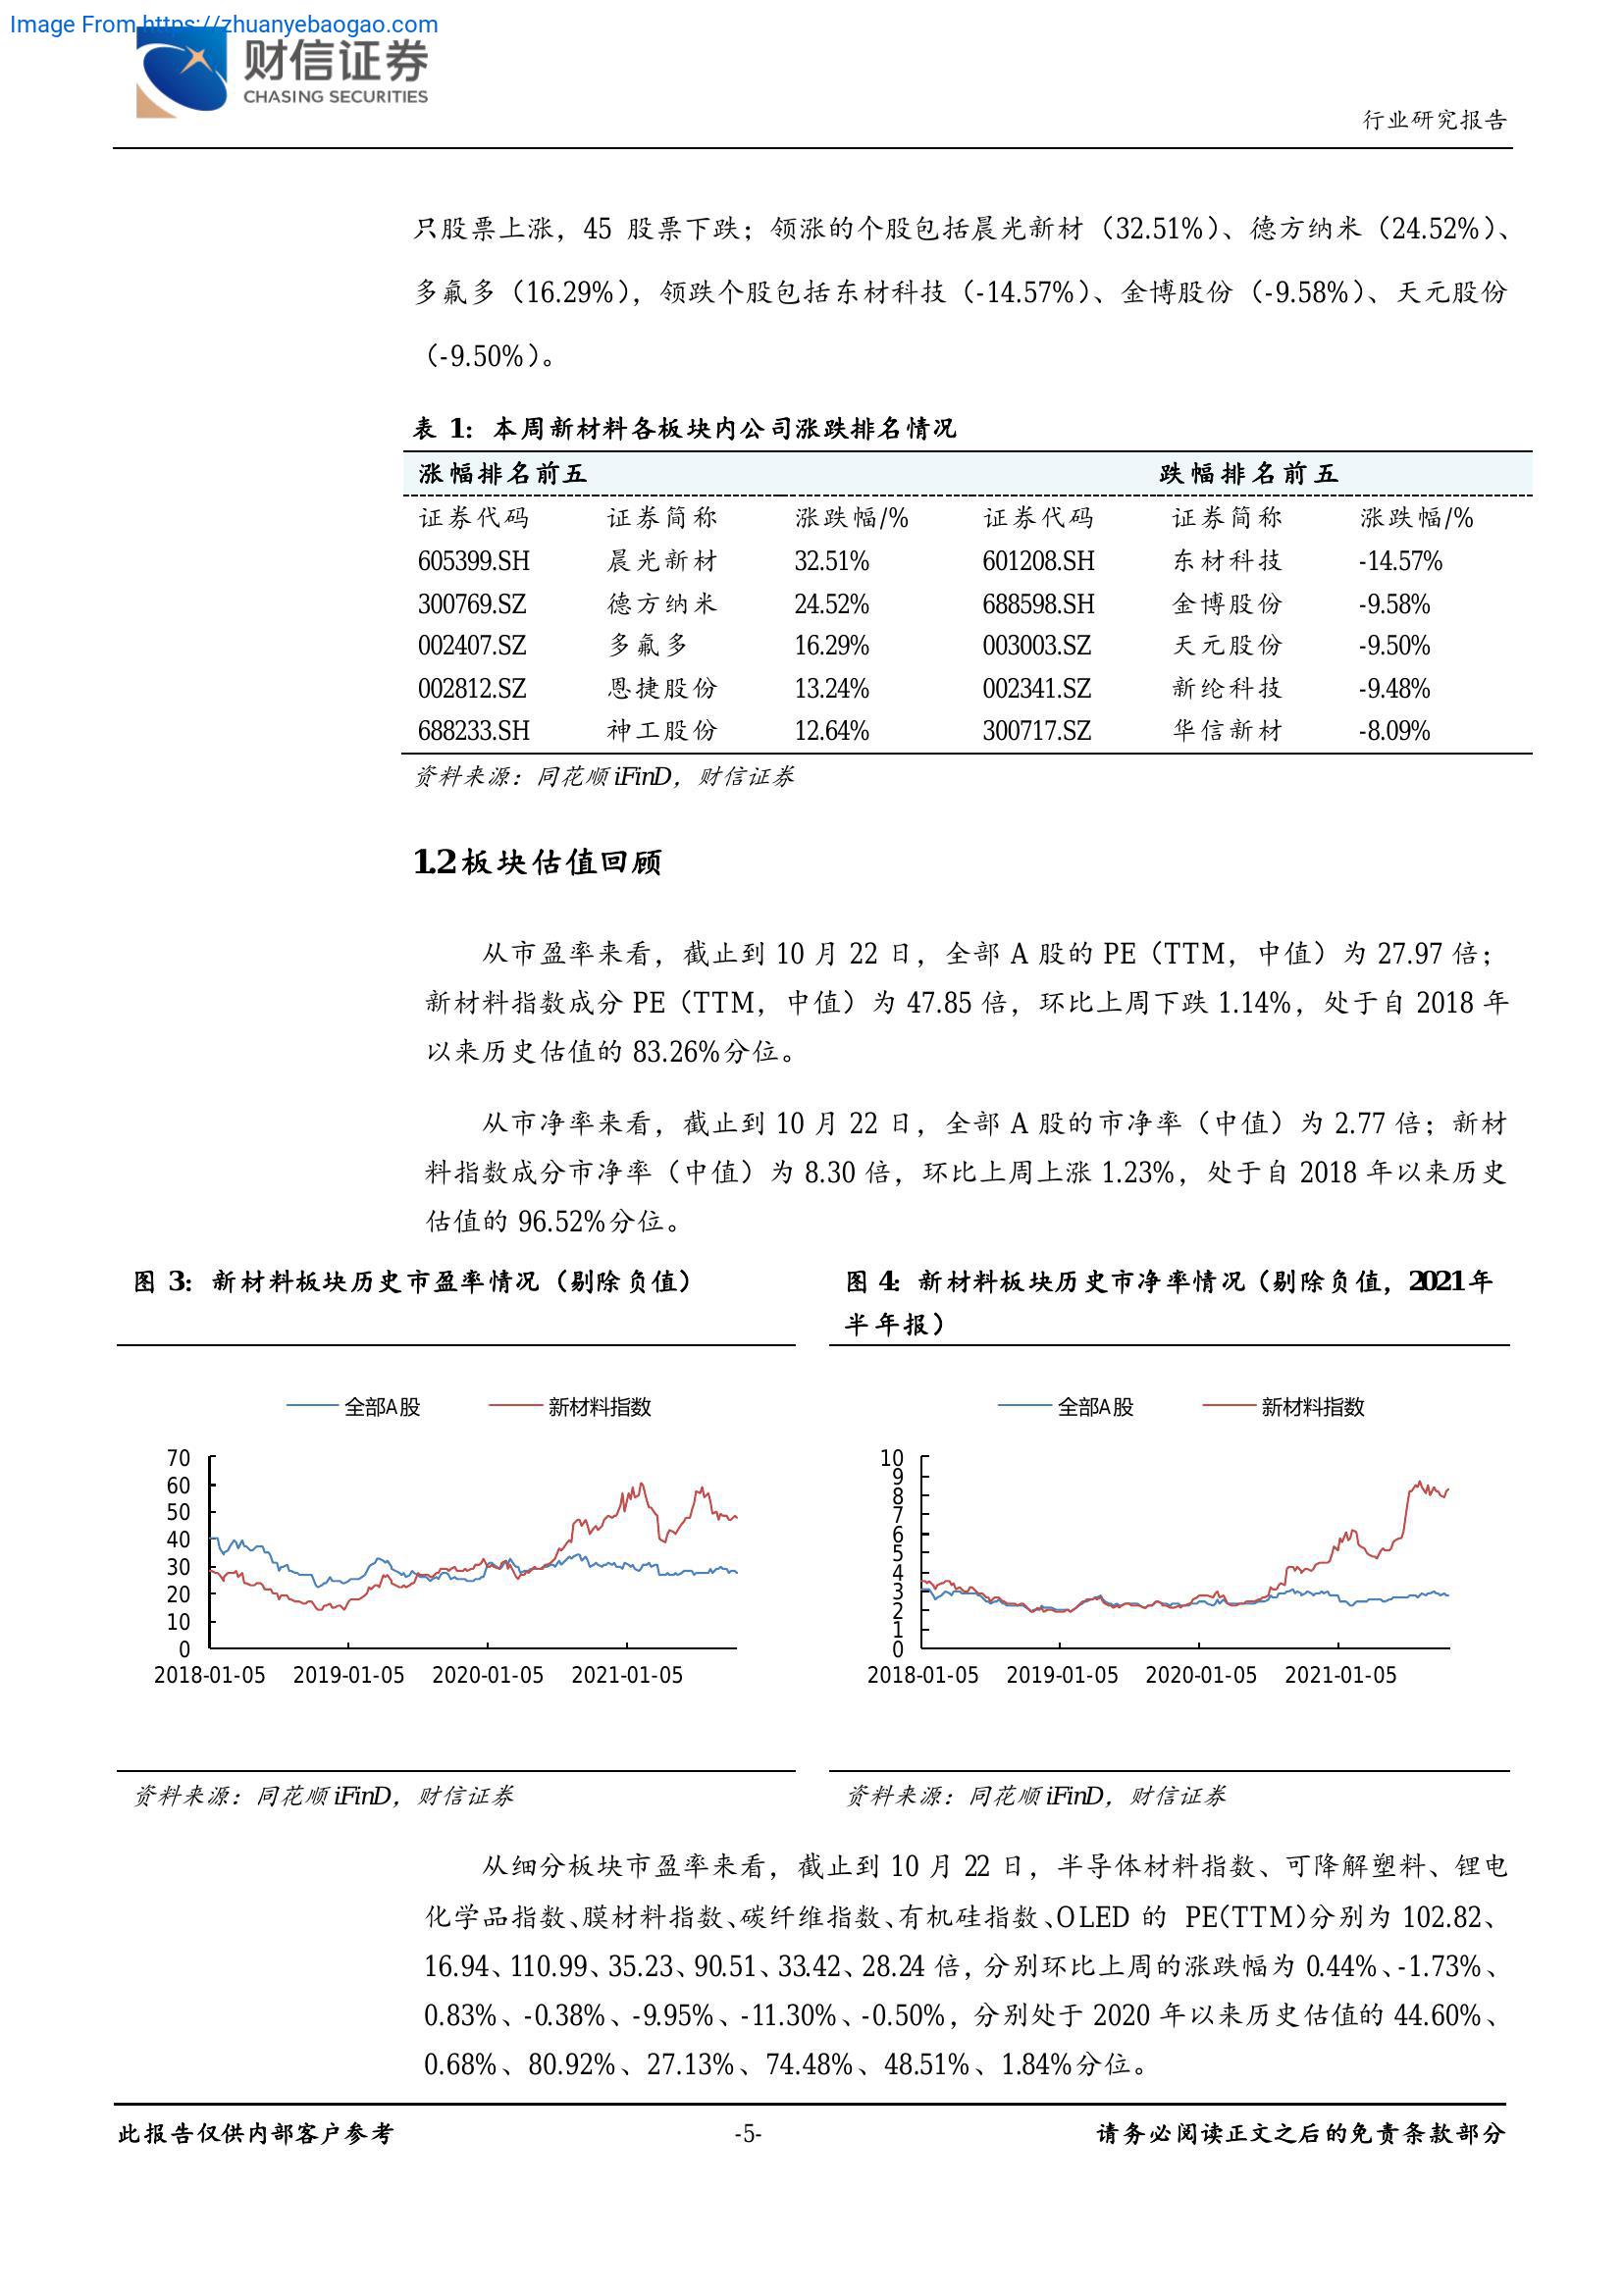 Image From https://zhuanyebaogao.com
财信证券
CHASING SECURITIES
行业研究报告
只股票上涨，45 股票下跌；领涨的个股包括晨光新材（32.51%）、德方纳米（24.52%）、
多氟多（16.29%），领跌个股包括东材科技（-14.57%）、金博股份（-9.58%）、天元股份
（-9.50%）。
表 1：本周新材料各板块内公司涨跌排名情况
涨幅排名前五 跌幅排名前五
证券代码 证券简称 涨跌幅/% 证券代码 证券简称 涨跌幅/%
605399.SH 晨光新材 32.51% 601208.SH 东材科技 -14.57%
300769.SZ 德方纳米 24.52% 688598.SH 金博股份 -9.58%
002407.SZ 多氟多 16.29% 003003.SZ 天元股份 -9.50%
002812.SZ 恩捷股份 13.24% 002341.SZ 新纶科技 -9.48%
688233.SH 神工股份 12.64% 300717.SZ 华信新材 -8.09%
资料来源：同花顺 iFinD，财信证券
1.2 板块估值回顾
从市盈率来看，截止到 10 月 22 日，全部 A 股的 PE（TTM，中值）为 27.97 倍；
新材料指数成分 PE（TTM，中值）为 47.85 倍，环比上周下跌 1.14%，处于自 2018 年
以来历史估值的 83.26%分位。
从市净率来看，截止到 10 月 22 日，全部 A 股的市净率（中值）为 2.77 倍；新材
料指数成分市净率（中值）为 8.30 倍，环比上周上涨 1.23%，处于自 2018 年以来历史
估值的 96.52%分位。
图 3：新材料板块历史市盈率情况（剔除负值）
全部A股 新材料指数
70
60
50
40
30
20
10
0
2018-01-05 2019-01-05 2020-01-05 2021-01-05
资料来源：同花顺 iFinD，财信证券
图 4：新材料板块历史市净率情况（剔除负值，2021 年
半年报）
全部A股 新材料指数
10
9
8
7
6
5
4
3
2
1
0
2018-01-05 2019-01-05 2020-01-05 2021-01-05
资料来源：同花顺 iFinD，财信证券
从细分板块市盈率来看，截止到 10 月 22 日，半导体材料指数、可降解塑料、锂电
化学品指数、膜材料指数、碳纤维指数、有机硅指数、OLED 的 PE(TTM)分别为 102.82、
16.94、110.99、35.23、90.51、33.42、28.24 倍，分别环比上周的涨跌幅为 0.44%、-1.73%、
0.83%、-0.38%、-9.95%、-11.30%、-0.50%，分别处于 2020 年以来历史估值的 44.60%、
0.68%、80.92%、27.13%、74.48%、48.51%、1.84%分位。
此报告仅供内部客户参考 -5- 请务必阅读正文之后的免责条款部分